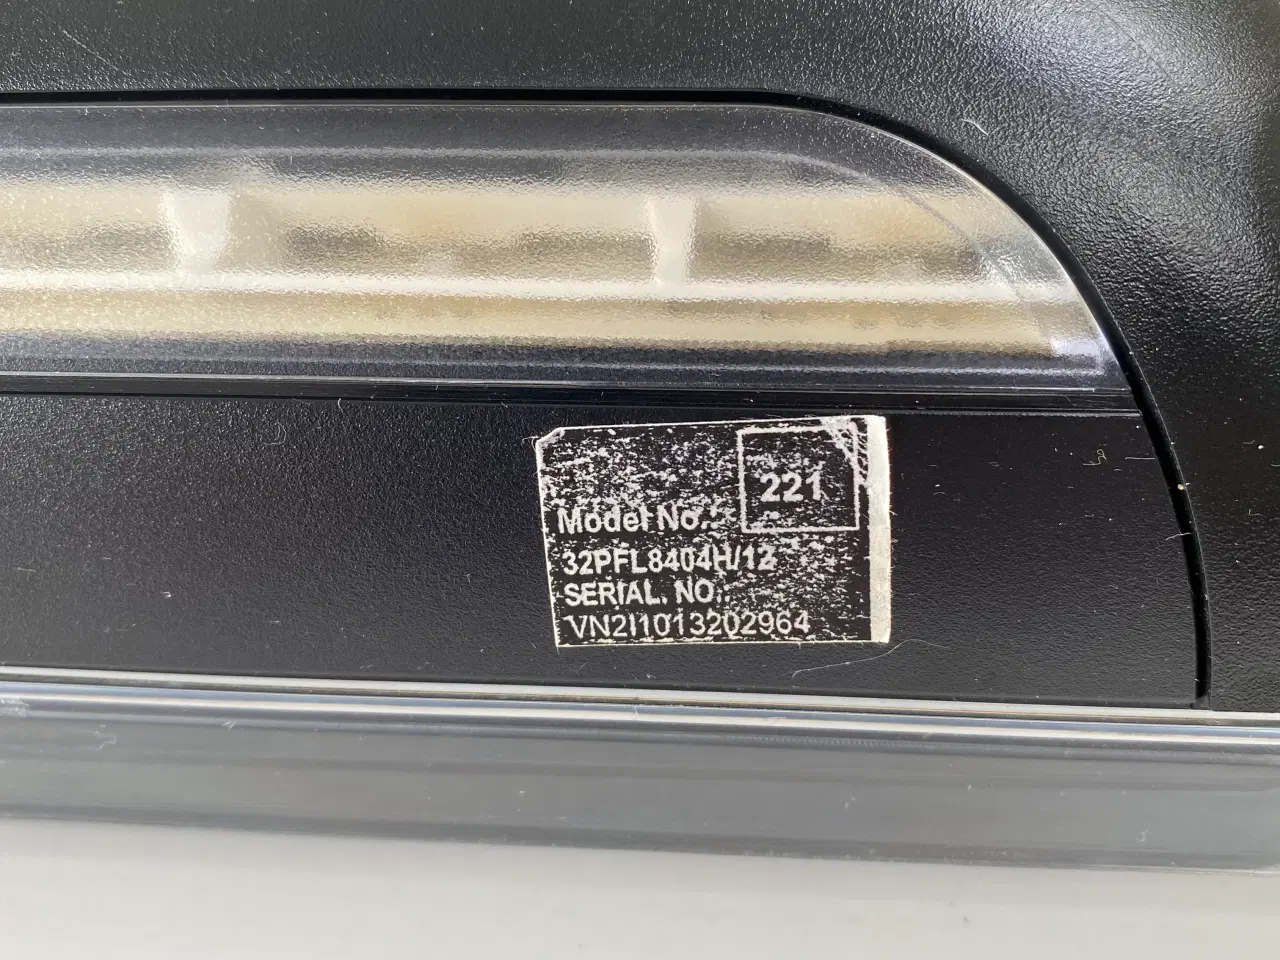 221
Model No.:
32PFL8404H/12
SERIAL. NO.:
VN2I1013202964